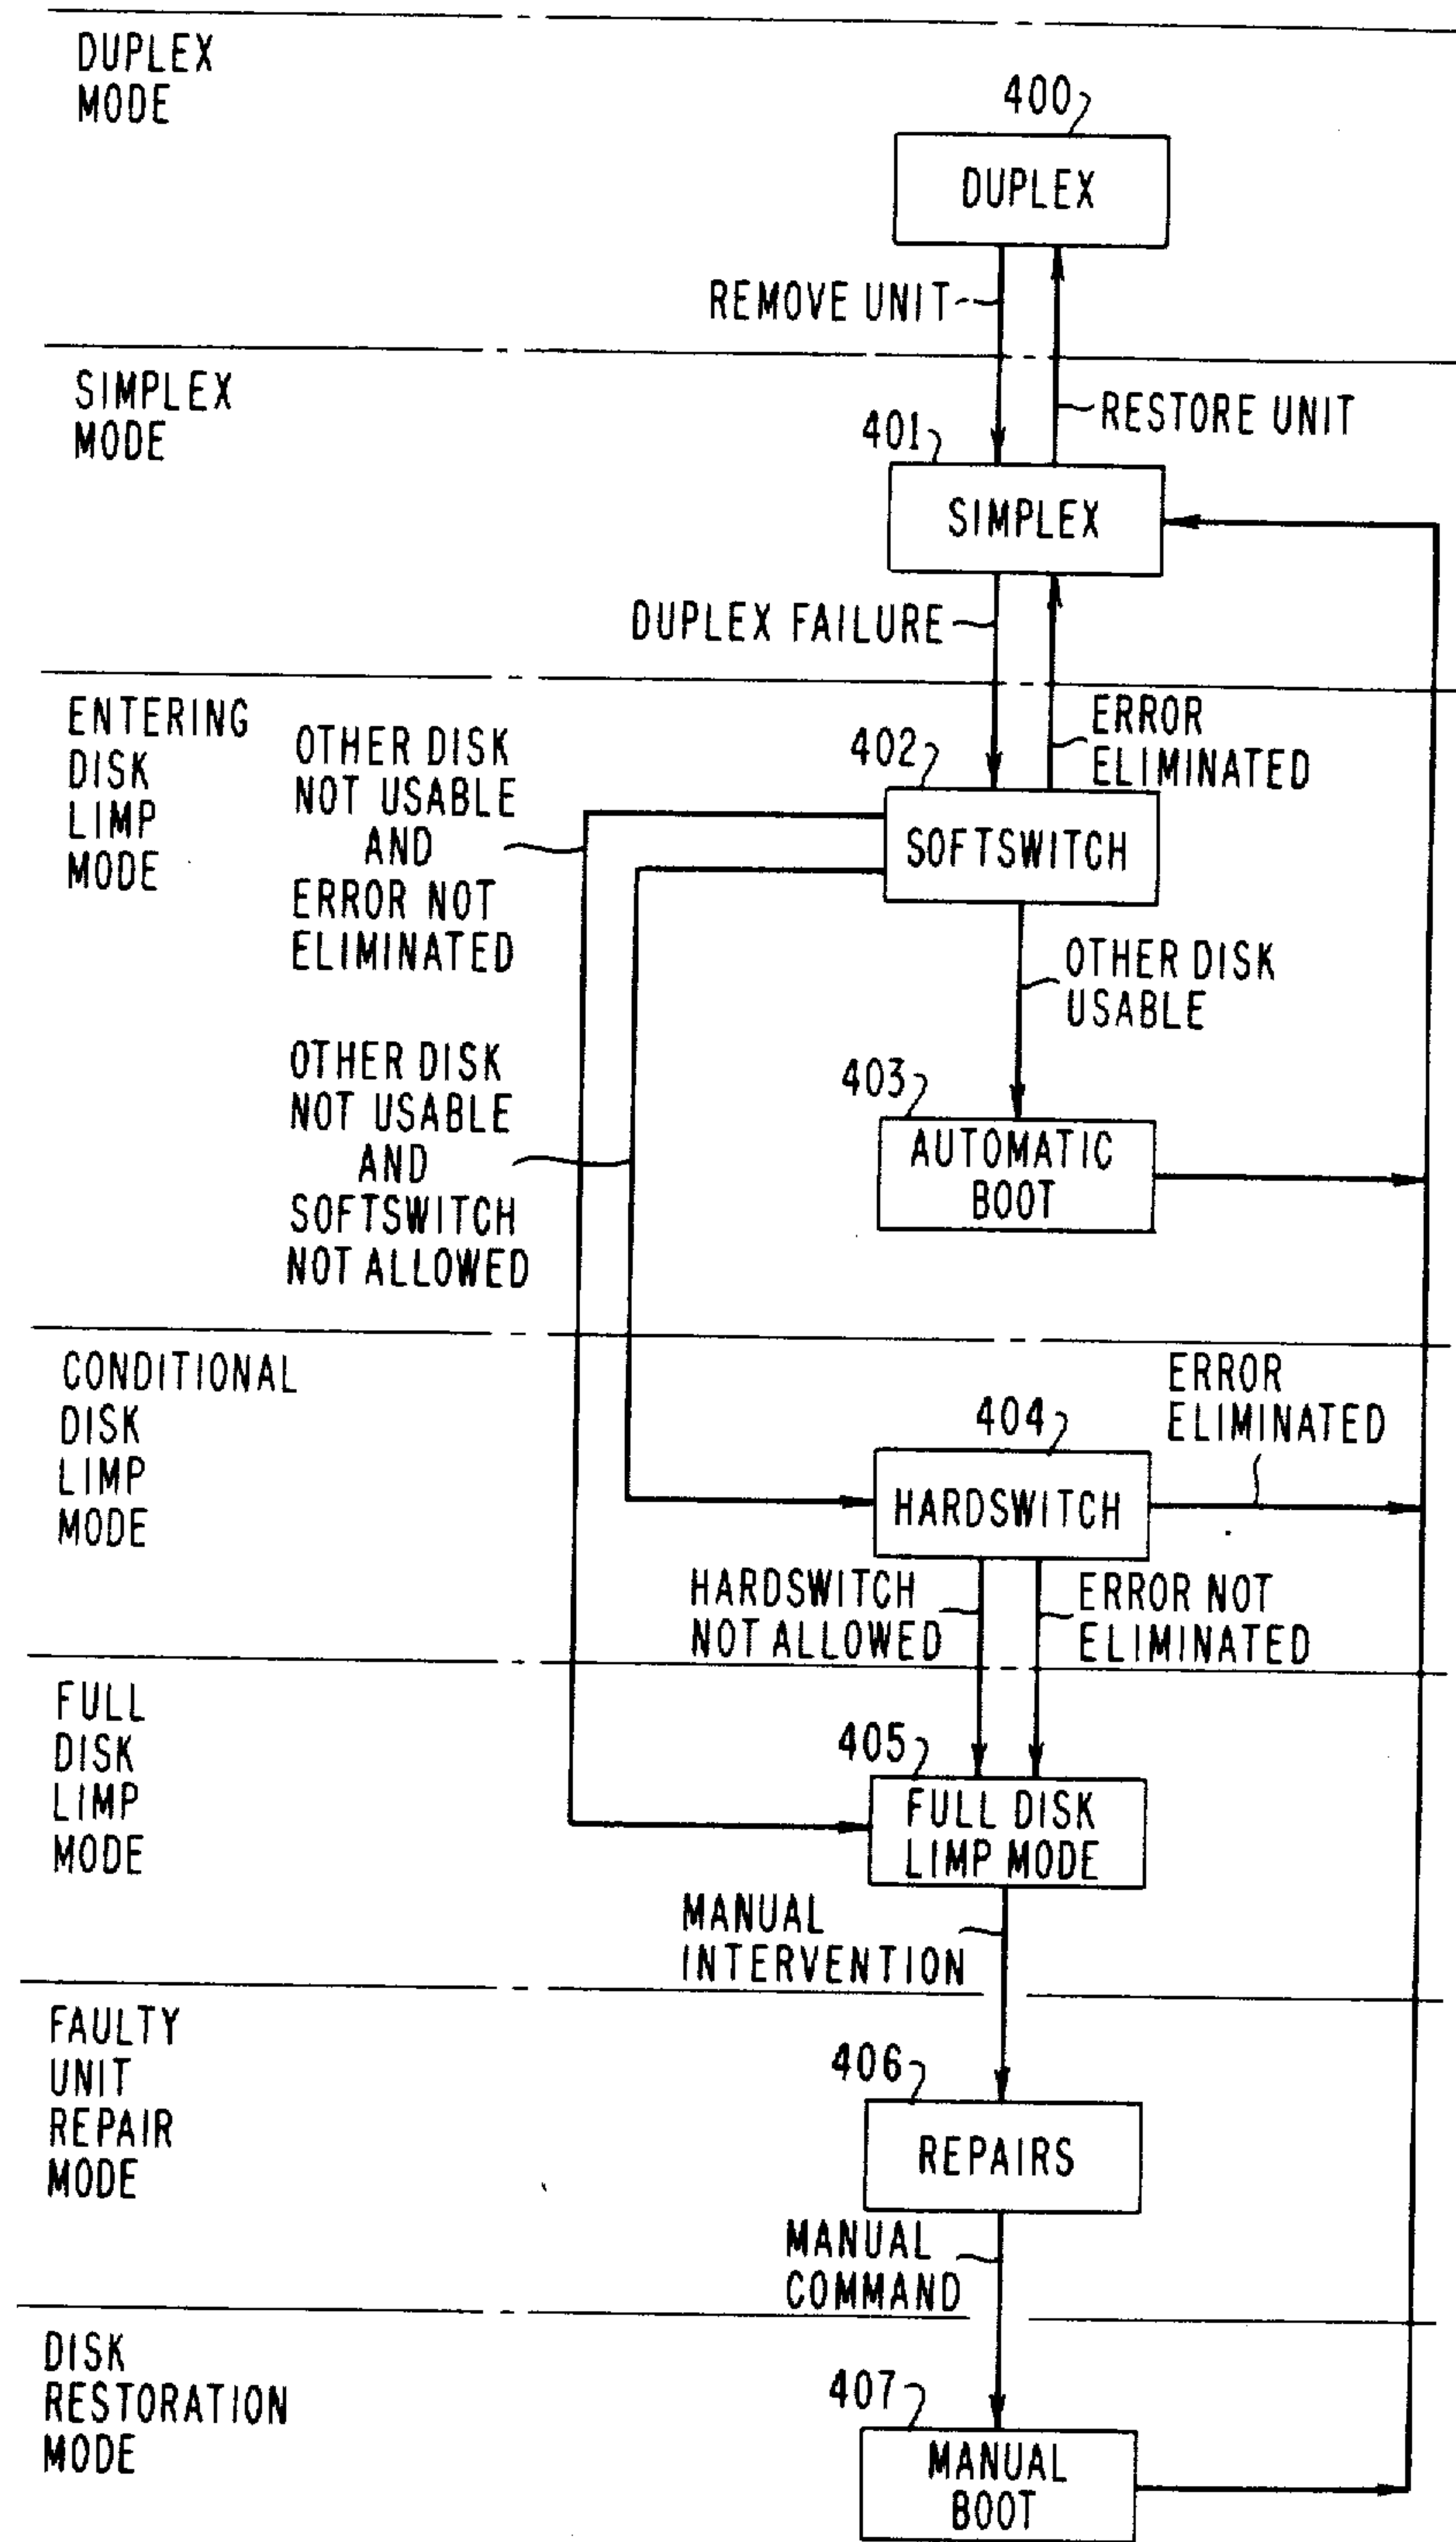 DUPLEX
MODE
400
DUPLEX
REMOVE UNIT
SIMPLEX
MODE
RESTORE UNIT
401
SIMPLEX
DUPLEX FAILURE
ENTERING
DISK
LIMP
MODE
OTHER DISK
NOT USABLE
AND
ERROR NOT
ELIMINATED
402
ERROR
ELIMINATED
SOFTSWITCH
OTHER DISK
USABLE
OTHER DISK
NOT USABLE
AND
SOFTSWITCH
NOT ALLOWED
403
AUTOMATIC
BOOT
CONDITIONAL
DISK
LIMP
MODE
404
ERROR
ELIMINATED
HARDSWITCH
HARDSWITCH
NOT ALLOWED
ERROR NOT
ELIMINATED
FULL
DISK
LIMP
MODE
405
FULL DISK
LIMP MODE
MANUAL
INTERVENTION
FAULTY
UNIT
REPAIR
MODE
406
REPAIRS
MANUAL
COMMAND
DISK
RESTORATION
MODE
407
MANUAL
BOOT